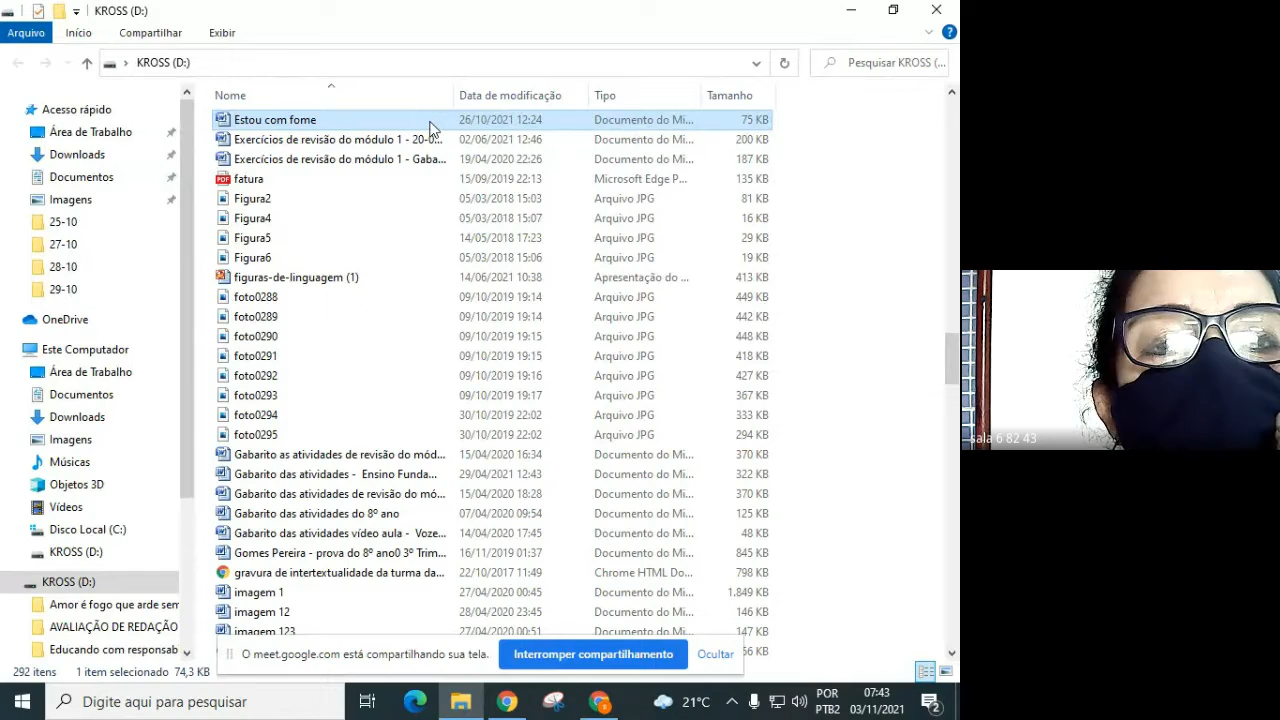 KROSS (D:)
Arquivo Início Compartilhar Exibir
KROSS (D:) Pesquisar KROSS (...
Nome Data de modificação Tipo Tamanho
Acesso rápido
Área de Trabalho
Downloads
Documentos
Imagens
25-10
27-10
28-10
29-10
OneDrive
Este Computador
Área de Trabalho
Documentos
Downloads
Imagens
Músicas
Objetos 3D
Vídeos
Disco Local (C:)
KROSS (D:)
KROSS (D:)
Amor é fogo que arde sem
AVALIAÇÃO DE REDAÇÃO
Educando com responsab
Estou com fome 26/10/2021 12:24 Documento do Mi... 75 KB
Exercícios de revisão do módulo 1 - 20-0... 02/06/2021 12:46 Documento do Mi... 200 KB
Exercícios de revisão do módulo 1 - Gaba... 19/04/2020 22:26 Documento do Mi... 187 KB
fatura 15/09/2019 22:13 Microsoft Edge P... 135 KB
Figura2 05/03/2018 15:03 Arquivo JPG 81 KB
Figura4 05/03/2018 15:07 Arquivo JPG 16 KB
Figura5 14/05/2018 17:23 Arquivo JPG 29 KB
Figura6 05/03/2018 15:06 Arquivo JPG 19 KB
figuras-de-linguagem (1) 14/06/2021 10:38 Apresentação do ... 413 KB
foto0288 09/10/2019 19:14 Arquivo JPG 449 KB
foto0289 09/10/2019 19:14 Arquivo JPG 442 KB
foto0290 09/10/2019 19:15 Arquivo JPG 448 KB
foto0291 09/10/2019 19:15 Arquivo JPG 418 KB
foto0292 09/10/2019 19:16 Arquivo JPG 427 KB
foto0293 09/10/2019 19:17 Arquivo JPG 367 KB
foto0294 30/10/2019 22:02 Arquivo JPG 333 KB
foto0295 30/10/2019 22:02 Arquivo JPG 294 KB
Gabarito as atividades de revisão do mód... 15/04/2020 16:34 Documento do Mi... 370 KB
Gabarito das atividades - Ensino Funda... 29/04/2021 12:43 Documento do Mi... 322 KB
Gabarito das atividades de revisão do mó... 15/04/2020 18:28 Documento do Mi... 370 KB
Gabarito das atividades do 8º ano 07/04/2020 09:54 Documento do Mi... 125 KB
Gabarito das atividades vídeo aula - Voze... 14/04/2020 17:45 Documento do Mi... 48 KB
Gomes Pereira - prova do 8º ano0 3º Trim... 16/11/2019 01:37 Documento do Mi... 845 KB
gravura de intertextualidade da turma da... 22/10/2017 11:49 Chrome HTML Do... 798 KB
imagem 1 27/04/2020 00:45 Documento do Mi... 1.849 KB
imagem 12 28/04/2020 23:45 Documento do Mi... 146 KB
imagem 123 27/04/2020 00:51 Documento do Mi... 147 KB
56 KB
O meet.google.com está compartilhando sua tela. Interromper compartilhamento Ocultar
292 itens 1 item selecionado 74,3 KB
Digite aqui para pesquisar 21°C POR PTB2 07:43 03/11/2021 2
sala 6 82 43